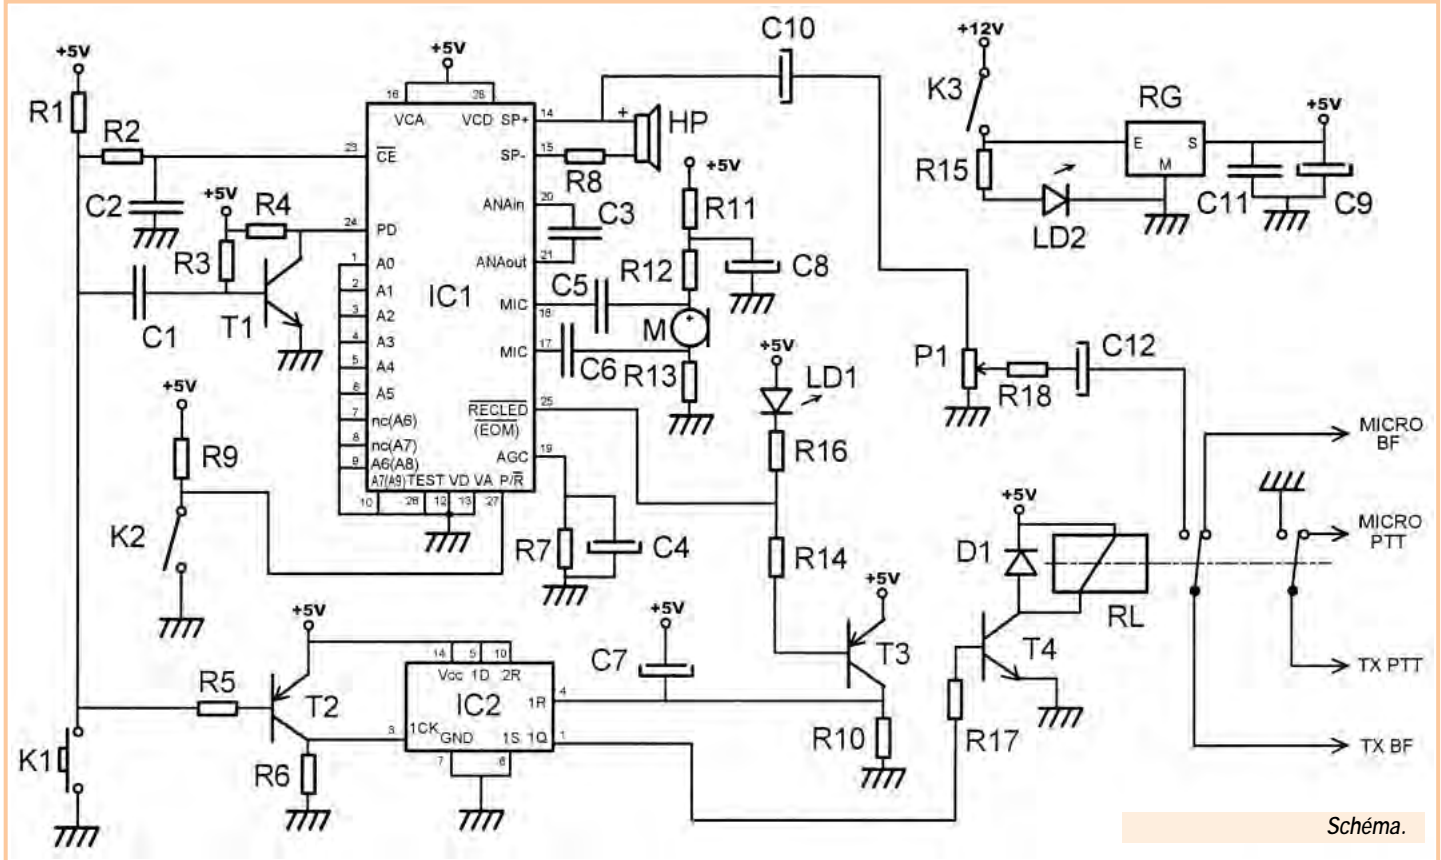 +5V
R1
R2
C2
+5V
R4
R3
C1
T1
+5V
16
26
VCA
VCD
SP+
14
+
HP
23
CE
SP-
15
R8
24
PD
ANAin
20
C3
ANAout
21
1
A0
2
A1
3
A2
4
A3
5
A4
6
A5
7
nc(A6)
8
nc(A7)
9
A6(A8)
A7(A9)
TEST
VD
VA
P/R
10
28
12
13
27
IC1
MIC
18
MIC
17
RECLED
(EOM)
25
AGC
19
C5
C6
M
+
+5V
R11
R12
R13
C8
C10
+12V
K3
R15
LD2
RG
E
S
M
+5V
C11
C9
+5V
R9
K2
R7
C4
+5V
LD1
R16
R14
P1
R18
C12
MICRO
BF
MICRO
PTT
+5V
D1
RL
T4
R17
TX PTT
TX BF
+5V
T3
R10
+5V
C7
+5V
R5
T2
R6
K1
14
5
10
Vcc
1D
2R
IC2
1R
4
3
1CK
GND
1S
1Q
1
7
6
Schéma.